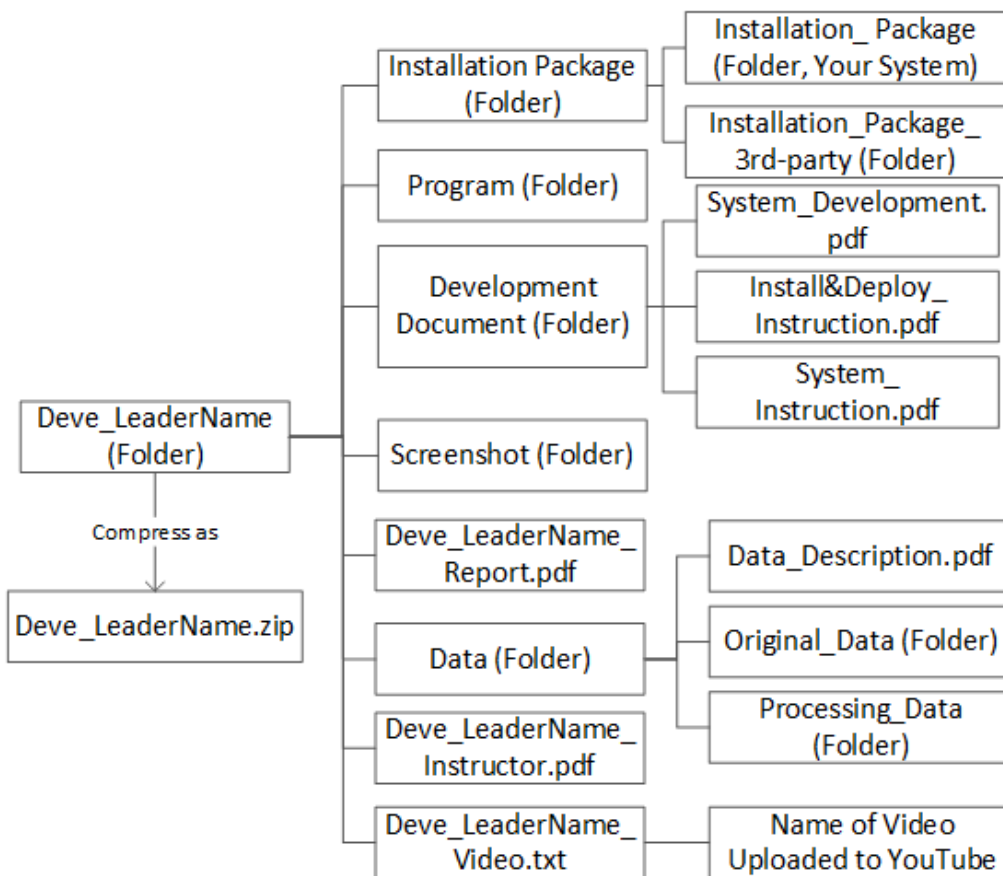 Installation Package
(Folder)
Installation_ Package
(Folder, Your System)
Installation_Package_
3rd-party (Folder)
Program (Folder)
Development
Document (Folder)
System_Development.
pdf
Install&Deploy_
Instruction.pdf
System_
Instruction.pdf
Deve_LeaderName
(Folder)
Compress as
Deve_LeaderName.zip
Screenshot (Folder)
Deve_LeaderName_
Report.pdf
Data (Folder)
Data_Description.pdf
Original_Data (Folder)
Processing_Data
(Folder)
Deve_LeaderName_
Instructor.pdf
Deve_LeaderName_
Video.txt
Name of Video
Uploaded to YouTube